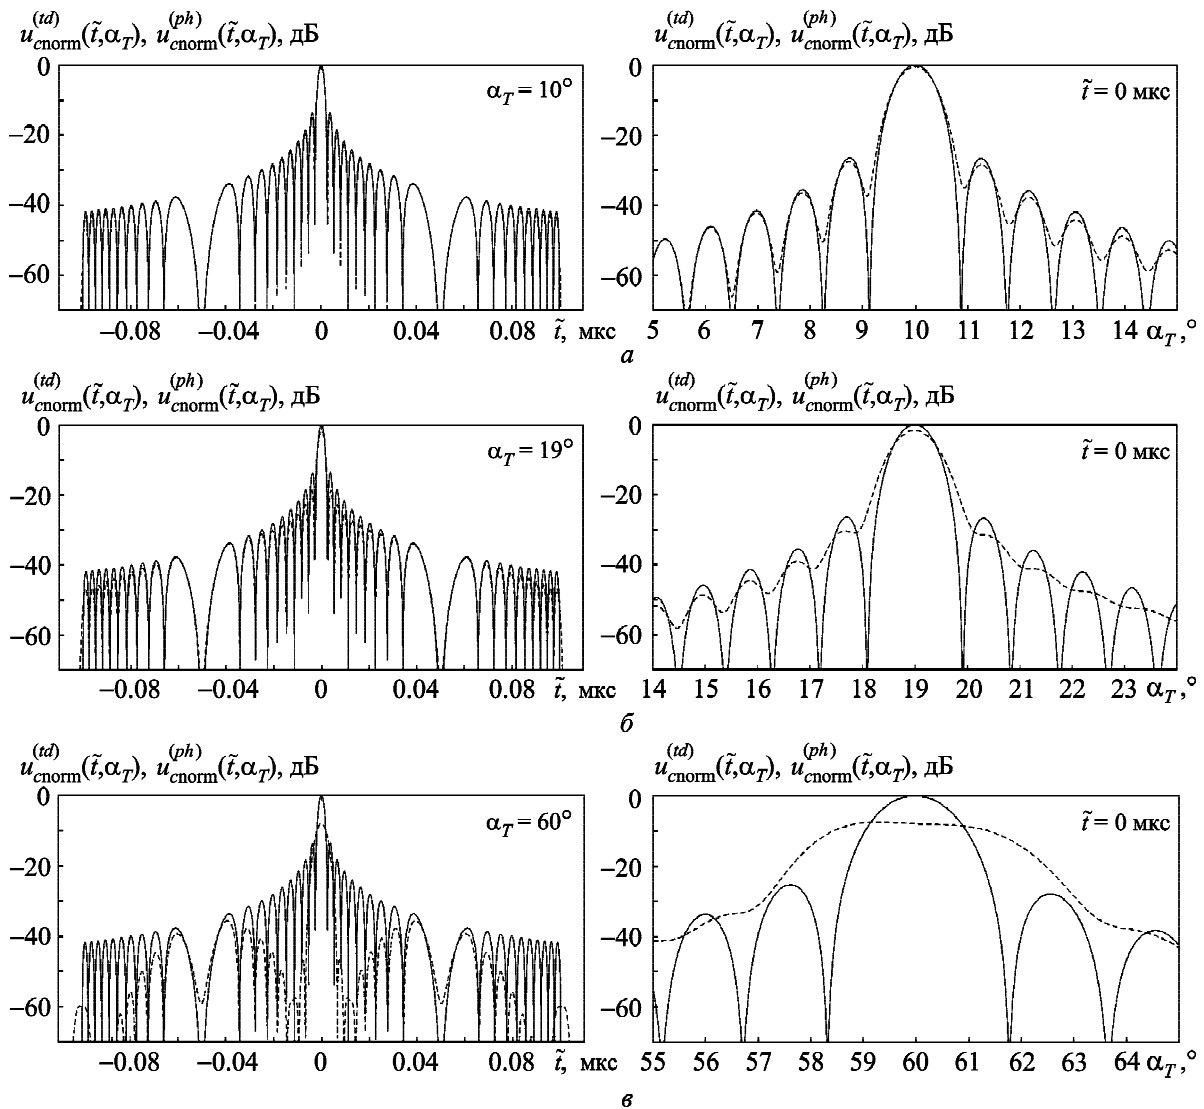 u_cnorm^(td)(t̃,α_T), u_cnorm^(ph)(t̃,α_T), дБ
0
−20
−40
−60
α_T = 10°
−0.08 −0.04 0 0.04 0.08 t̃, мкс
u_cnorm^(td)(t̃,α_T), u_cnorm^(ph)(t̃,α_T), дБ
0
−20
−40
−60
t̃ = 0 мкс
5 6 7 8 9 10 11 12 13 14 α_T,°
а
u_cnorm^(td)(t̃,α_T), u_cnorm^(ph)(t̃,α_T), дБ
0
−20
−40
−60
α_T = 19°
−0.08 −0.04 0 0.04 0.08 t̃, мкс
u_cnorm^(td)(t̃,α_T), u_cnorm^(ph)(t̃,α_T), дБ
0
−20
−40
−60
t̃ = 0 мкс
14 15 16 17 18 19 20 21 22 23 α_T,°
б
u_cnorm^(td)(t̃,α_T), u_cnorm^(ph)(t̃,α_T), дБ
0
−20
−40
−60
α_T = 60°
−0.08 −0.04 0 0.04 0.08 t̃, мкс
u_cnorm^(td)(t̃,α_T), u_cnorm^(ph)(t̃,α_T), дБ
0
−20
−40
−60
t̃ = 0 мкс
55 56 57 58 59 60 61 62 63 64 α_T,°
в